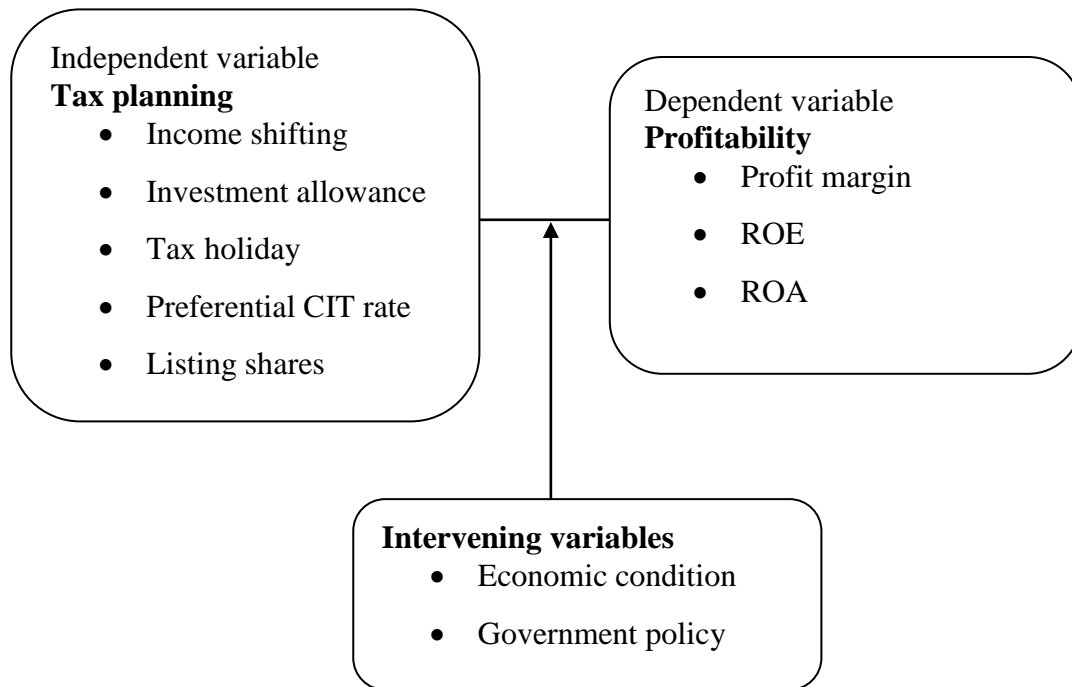 Independent variable
Tax planning
• Income shifting
• Investment allowance
• Tax holiday
• Preferential CIT rate
• Listing shares
Dependent variable
Profitability
• Profit margin
• ROE
• ROA
Intervening variables
• Economic condition
• Government policy